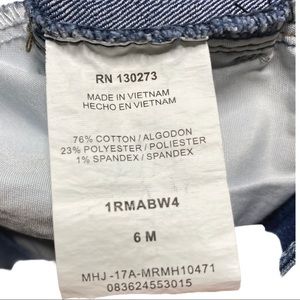 RN 130273
MADE IN VIETNAM
HECHO EN VIETNAM
76% COTTON / ALGODON
23% POLYESTER / POLIESTER
1% SPANDEX / SPANDEX
1RMABW4
6 M
MHJ -17A-MRMH10471
083624553015